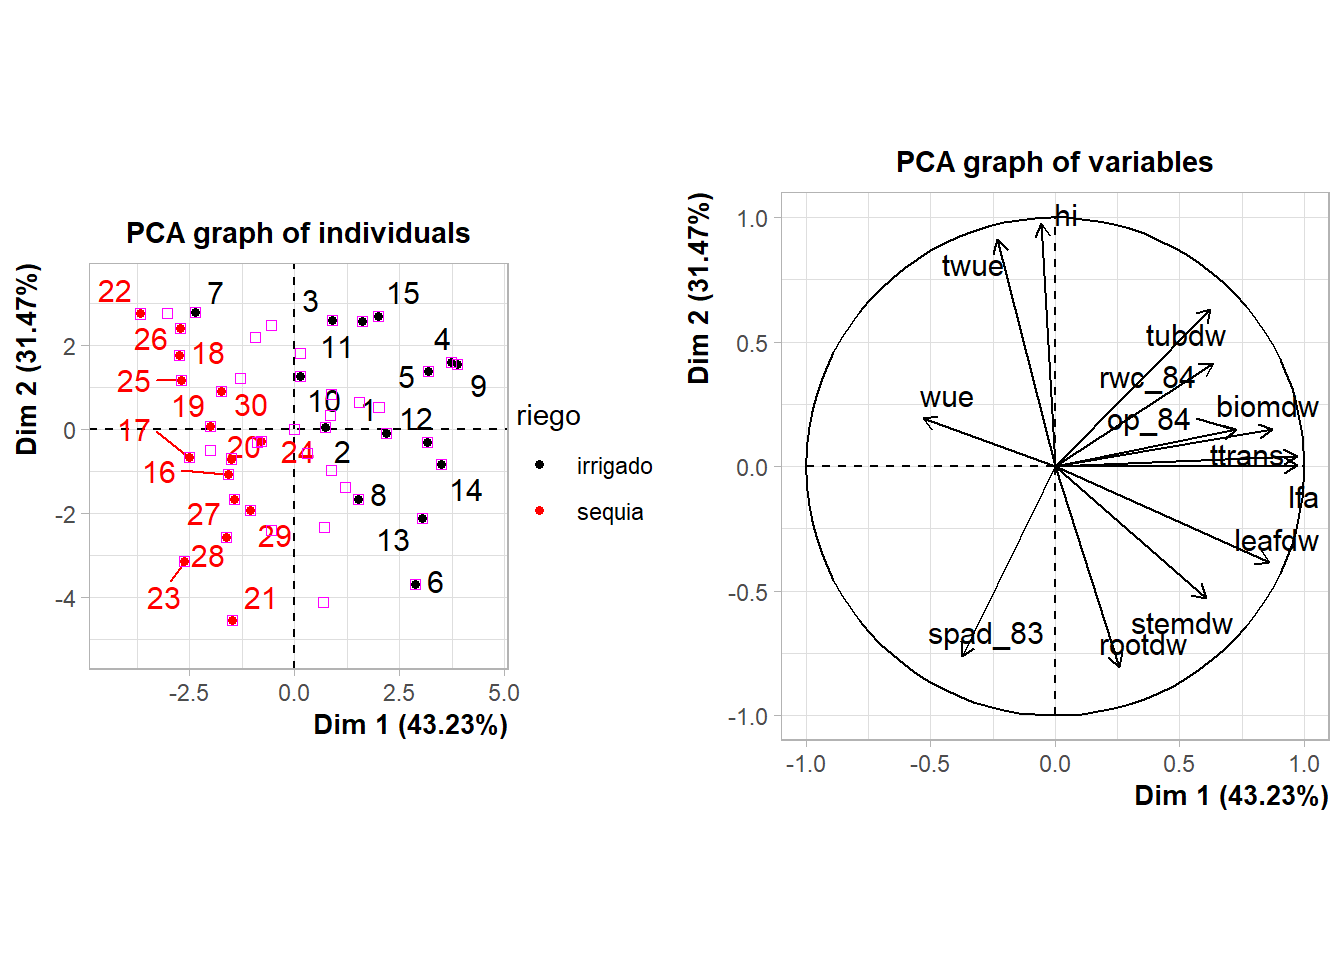 PCA graph of individuals
Dim 2 (31.47%)
2
0
-2
-4
-2.5
0.0
2.5
5.0
Dim 1 (43.23%)
22
7
3
15
26
18
11
4
25
5
9
19
30
10
1
12
17
20
24
2
16
8
14
27
29
13
28
6
23
21
riego
irrigado
sequia
PCA graph of variables
Dim 2 (31.47%)
1.0
0.5
0.0
-0.5
-1.0
-1.0
-0.5
0.0
0.5
1.0
Dim 1 (43.23%)
hi
twue
tubdw
rwc_84
wue
biomdw
op_84
ttrans
lfa
leafdw
stemdw
spad_83
rootdw